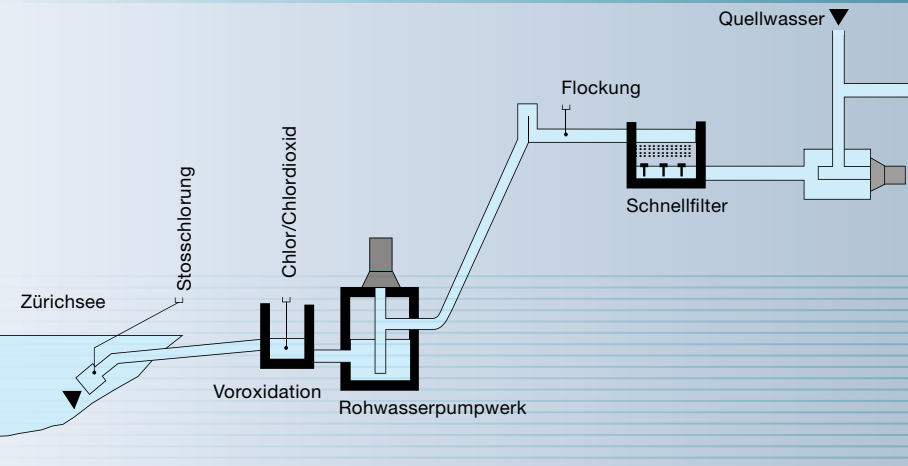 Quellwasser
Flockung
Chlor/Chlordioxid
Stosschlorung
Schnellfilter
Zürichsee
Voroxidation
Rohwasserpumpwerk